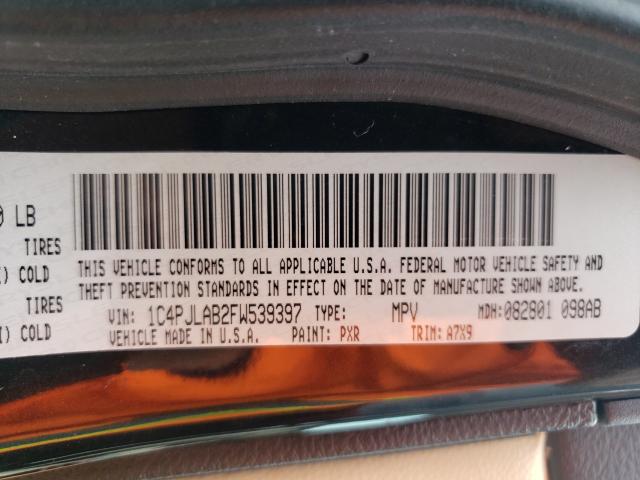 LB
TIRES
COLD
TIRES
COLD
THIS VEHICLE CONFORMS TO ALL APPLICABLE U.S.A. FEDERAL MOTOR VEHICLE SAFETY AND
THEFT PREVENTION STANDARDS IN EFFECT ON THE DATE OF MANUFACTURE SHOWN ABOVE.
VIN: 1C4PJLAB2FW539397 TYPE: MPV MDH:082801 098AB
VEHICLE MADE IN U.S.A. PAINT: PXR TRIM: A7X9